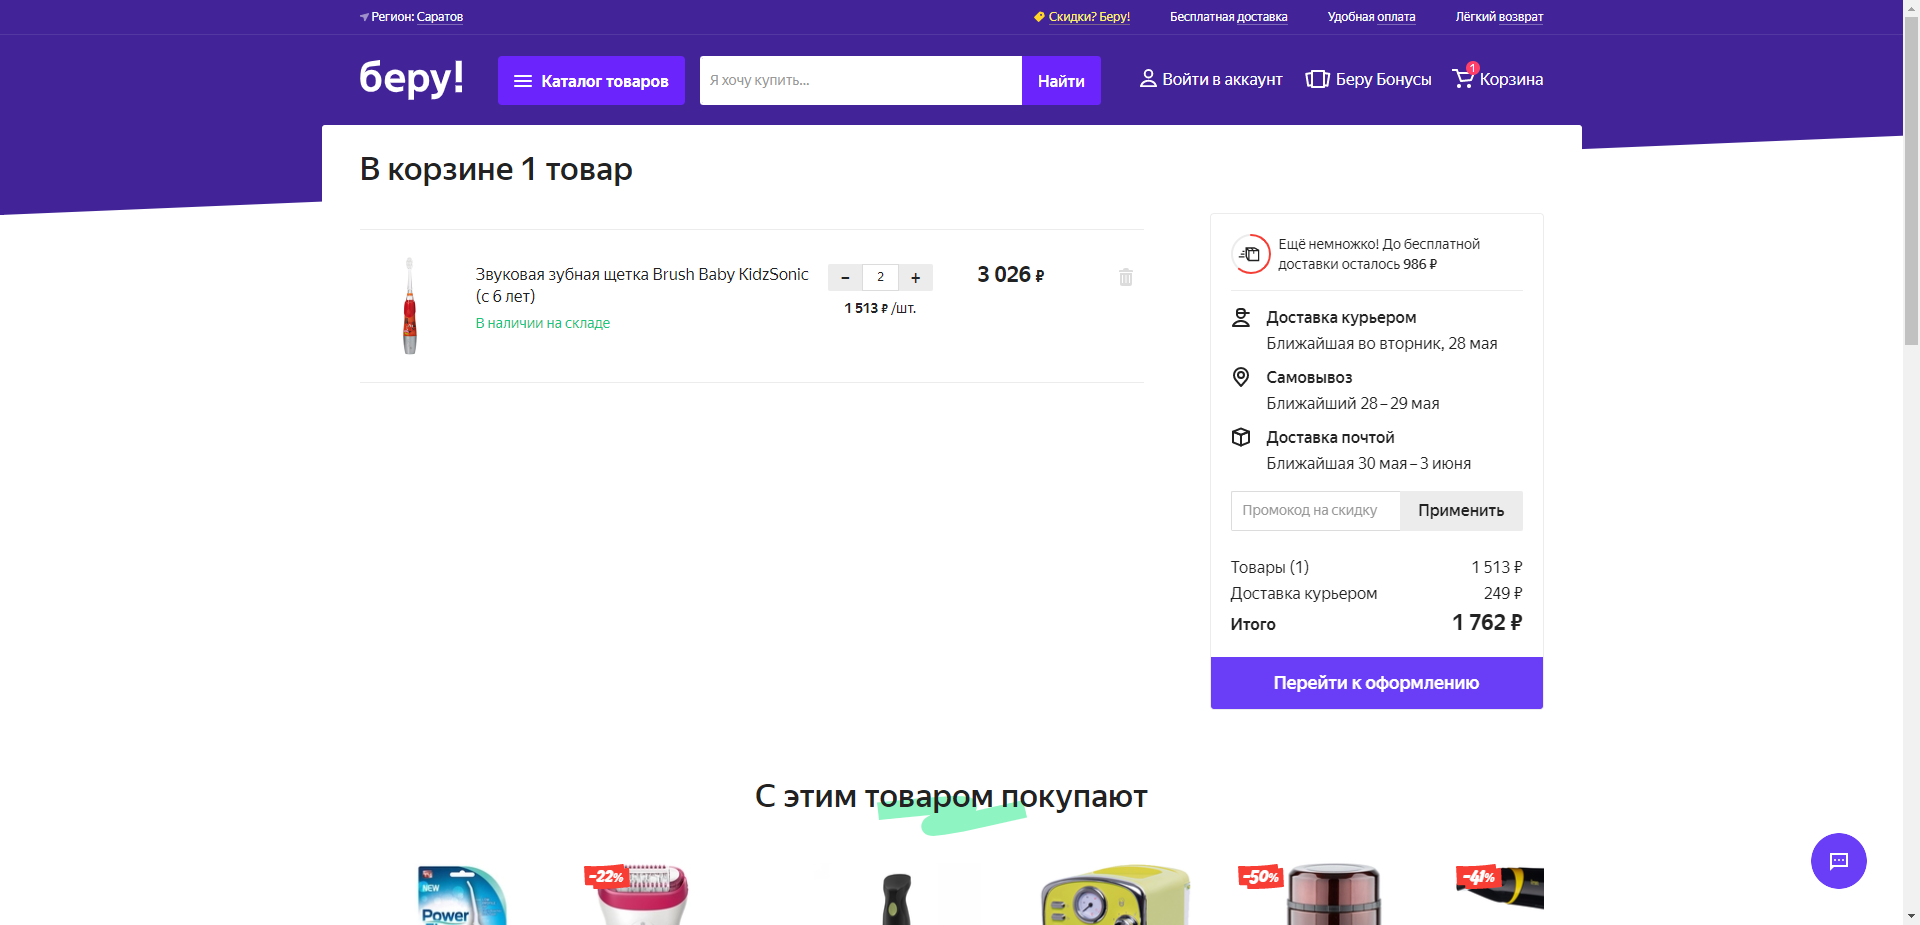 Регион: Саратов
Скидки? Беру!
Бесплатная доставка
Удобная оплата
Лёгкий возврат
беру!
Каталог товаров
Я хочу купить...
Найти
Войти в аккаунт
Беру Бонусы
1
Корзина
В корзине 1 товар
Звуковая зубная щетка Brush Baby KidzSonic
(с 6 лет)
В наличии на складе
– 2 +
1 513 ₽ /шт.
3 026 ₽
Ещё немножко! До бесплатной
доставки осталось 986 ₽
Доставка курьером
Ближайшая во вторник, 28 мая
Самовывоз
Ближайший 28 – 29 мая
Доставка почтой
Ближайшая 30 мая – 3 июня
Промокод на скидку
Применить
Товары (1) 1 513 ₽
Доставка курьером 249 ₽
Итого 1 762 ₽
Перейти к оформлению
С этим товаром покупают
NEW
Power
-22%
-50%
-41%